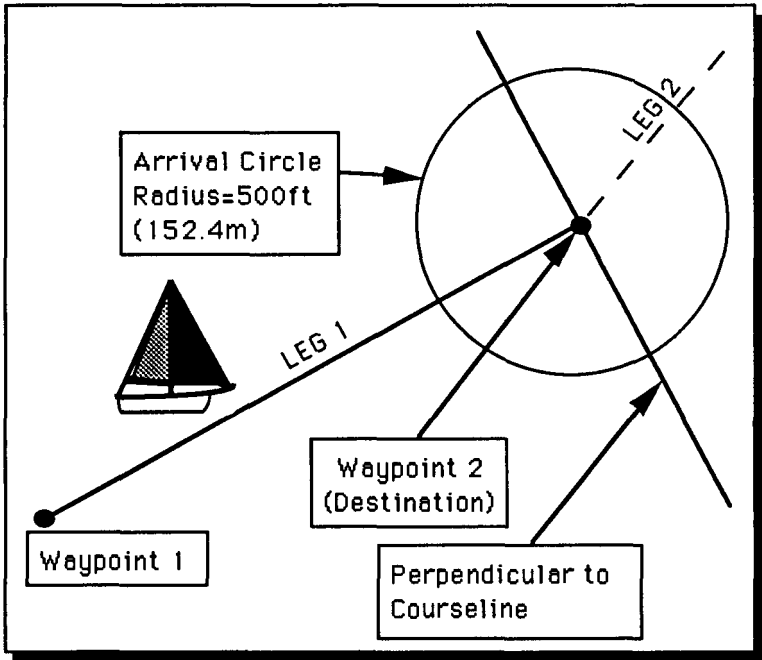 Arrival Circle
Radius=500ft
(152.4m)
LEG 2
LEG 1
Waypoint 2
(Destination)
Waypoint 1
Perpendicular to
Courseline